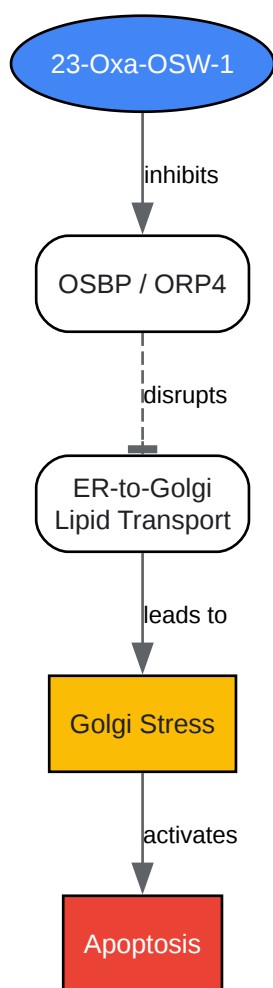 23-Oxa-OSW-1
inhibits
OSBP / ORP4
disrupts
ER-to-Golgi
Lipid Transport
leads to
Golgi Stress
activates
Apoptosis